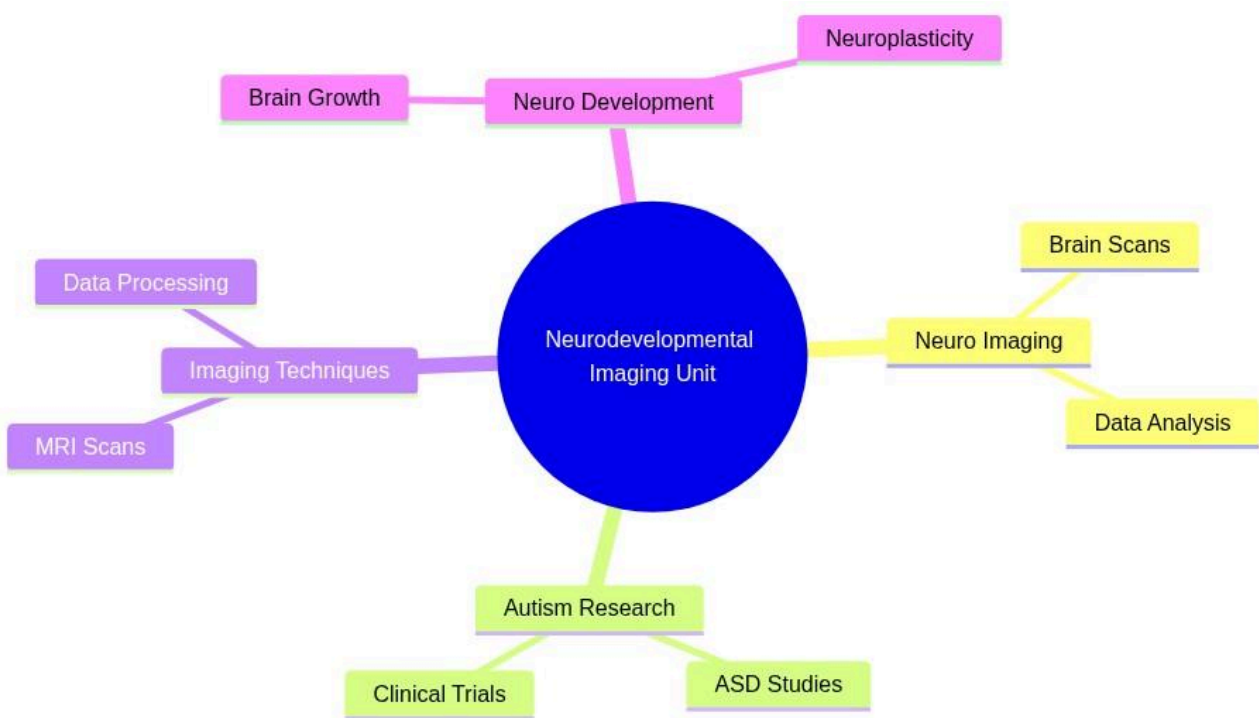 Neuroplasticity
Brain Growth
Neuro Development
Brain Scans
Data Processing
Neurodevelopmental
Imaging Unit
Neuro Imaging
Imaging Techniques
Data Analysis
MRI Scans
Autism Research
Clinical Trials
ASD Studies